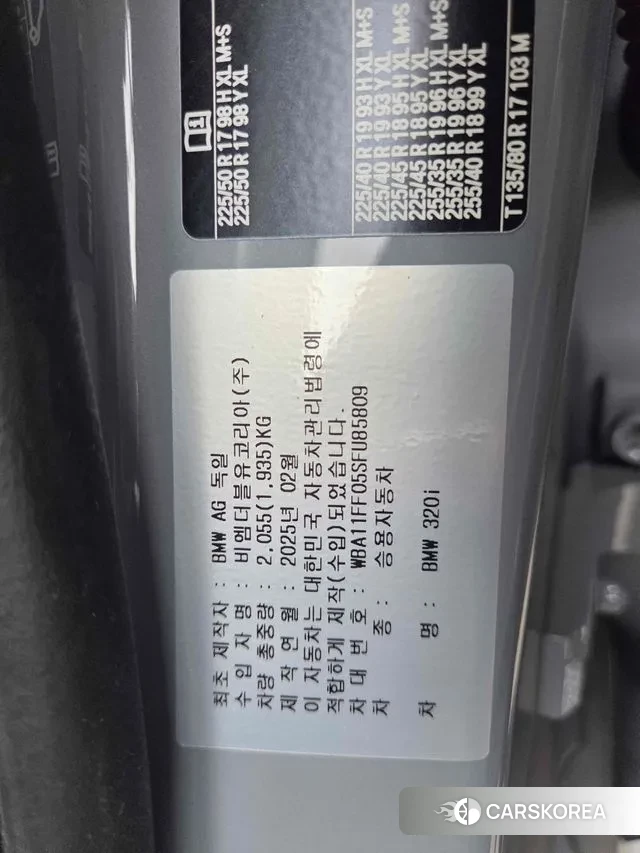 225/50 R 17 98 H XL M+S
225/50 R 17 98 Y XL
225/40 R 19 93 H XL M+S
225/40 R 19 93 Y XL
225/45 R 18 95 H XL M+S
225/45 R 18 95 Y XL
255/35 R 19 96 H XL M+S
255/35 R 19 96 Y XL
255/40 R 18 99 Y XL
T 135/80 R 17 103 M
최초 제작자 : BMW AG 독일
수 입 자 명 : 비엠더블유코리아(주)
차량 총중량 : 2,055(1,935)KG
제 작 연 월 : 2025년 02월
이 자동차는 대한민국 자동차관리법령에
적합하게 제작(수입)되었습니다.
차 대 번 호 : WBA11FF05SFU85809
차 종 : 승용자동차
차 명 : BMW 320i
CARSKOREA